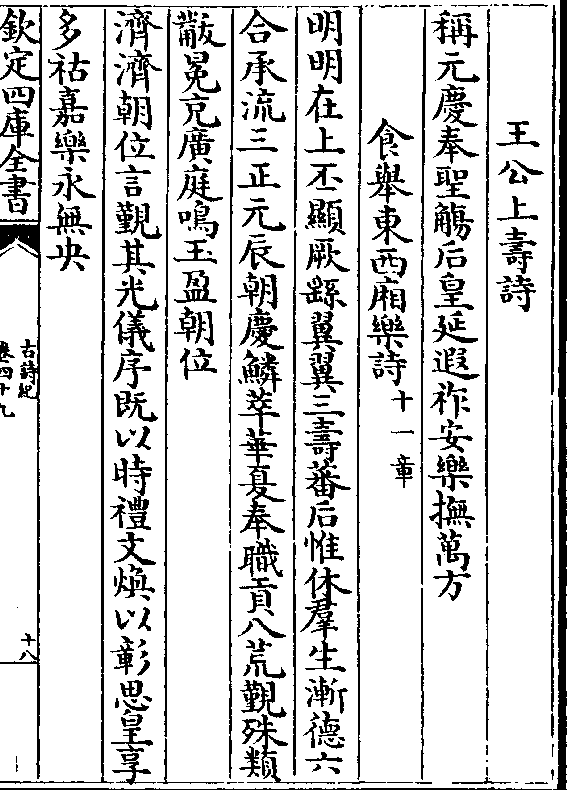 王公上壽詩
稱元慶奉聖觴后皇延遐祚安樂撫萬方
食舉東西廂樂詩十一章
明明在上丕顯厥繇翼翼三壽蕃后惟休羣生漸德六
合承流三正元辰朝慶鱗萃華夏奉職貢八荒覲殊類
黻冕充廣庭鳴玉盈朝位
濟濟朝位言觀其光儀序既以時禮文煥以彰思皇享
多祜嘉樂永無央
欽定四庫全書
古詩紀
卷四十九
十八